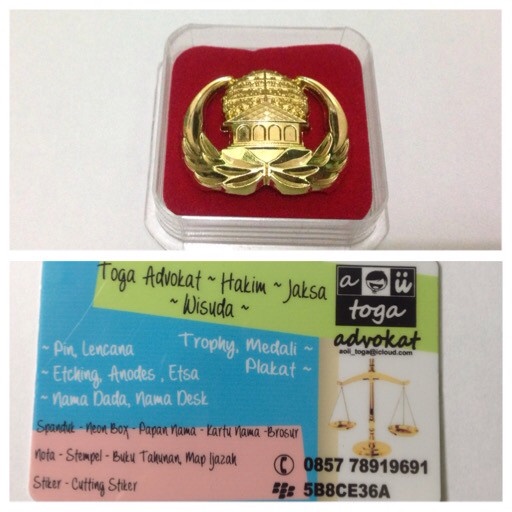 Toga Advokat ~ Hakim ~ Jaksa
~ Wisuda ~
~ Pin, Lencana
~ Etching, Anodes, Etsa
~ Nama Dada, Nama Desk
Trophy, Medali ~
Plakat ~
Spanduk - Neon Box - Papan Nama - Kartu Nama - Brosur
Nota - Stempel - Buku Tahunan, Map Ijazah
Stiker - Cutting Stiker
a ü
toga
advokat
aoli_toga@icloud.com
0857 78919691
5B8CE36A